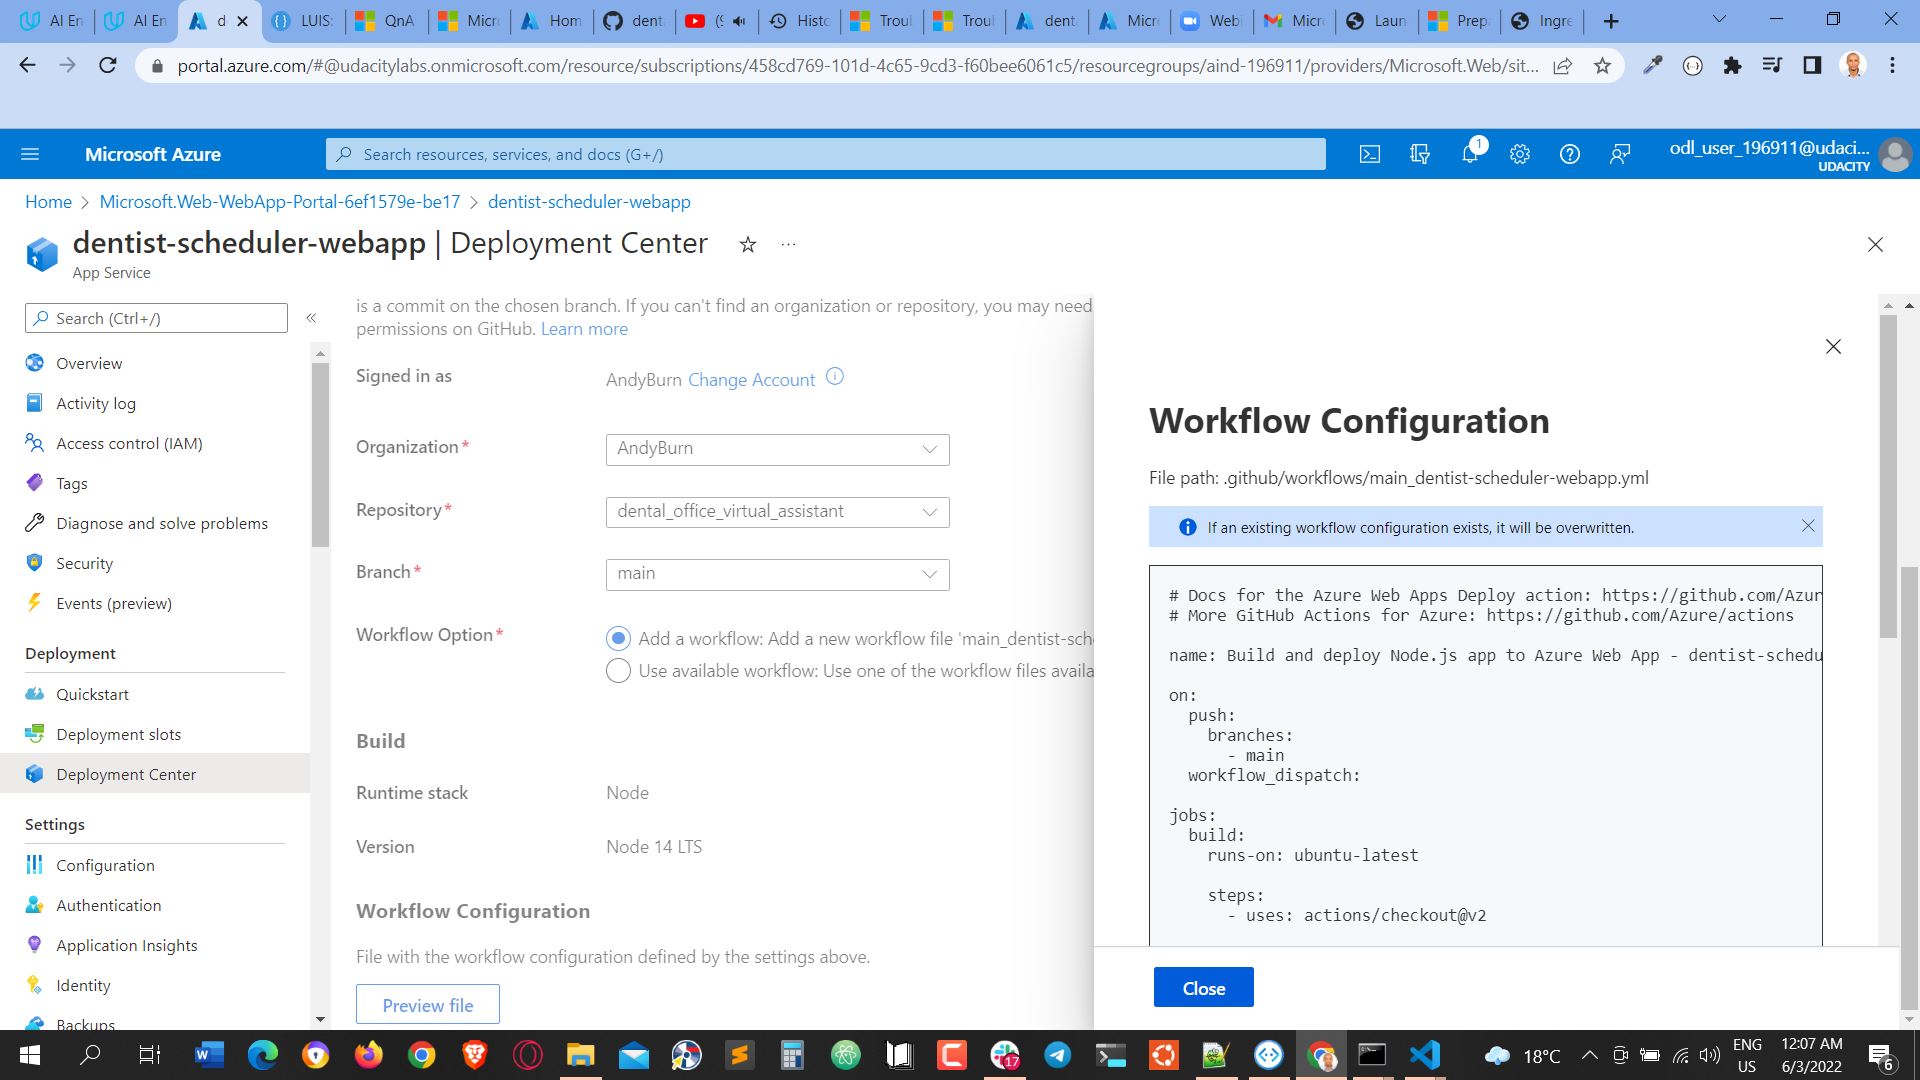 AI En
AI En
d
LUIS:
QnA
Micro
Hom
denta
(9
Histo
Troul
Troul
denti
Micro
Webi
Micro
Laun
Prep
Ingre
portal.azure.com/#@udacitylabs.onmicrosoft.com/resource/subscriptions/458cd769-101d-4c65-9cd3-f60bee6061c5/resourcegroups/aind-196911/providers/Microsoft.Web/sit...
Microsoft Azure
Search resources, services, and docs (G+/)
1
odl_user_196911@udaci...
UDACITY
Home > Microsoft.Web-WebApp-Portal-6ef1579e-be17 > dentist-scheduler-webapp
dentist-scheduler-webapp | Deployment Center
App Service
Search (Ctrl+/)
Overview
Activity log
Access control (IAM)
Tags
Diagnose and solve problems
Security
Events (preview)
Deployment
Quickstart
Deployment slots
Deployment Center
Settings
Configuration
Authentication
Application Insights
Identity
Backups
is a commit on the chosen branch. If you can't find an organization or repository, you may need
permissions on GitHub. Learn more
Signed in as
AndyBurn Change Account
Organization*
AndyBurn
Repository*
dental_office_virtual_assistant
Branch*
main
Workflow Option*
Add a workflow: Add a new workflow file 'main_dentist-sch
Use available workflow: Use one of the workflow files availa
Build
Runtime stack
Node
Version
Node 14 LTS
Workflow Configuration
File with the workflow configuration defined by the settings above.
Preview file
Workflow Configuration
File path: .github/workflows/main_dentist-scheduler-webapp.yml
If an existing workflow configuration exists, it will be overwritten.
# Docs for the Azure Web Apps Deploy action: https://github.com/Azur
# More GitHub Actions for Azure: https://github.com/Azure/actions
name: Build and deploy Node.js app to Azure Web App - dentist-schedu
on:
push:
branches:
- main
workflow_dispatch:
jobs:
build:
runs-on: ubuntu-latest
steps:
- uses: actions/checkout@v2
Close
17
18°C
ENG
US
12:07 AM
6/3/2022
6